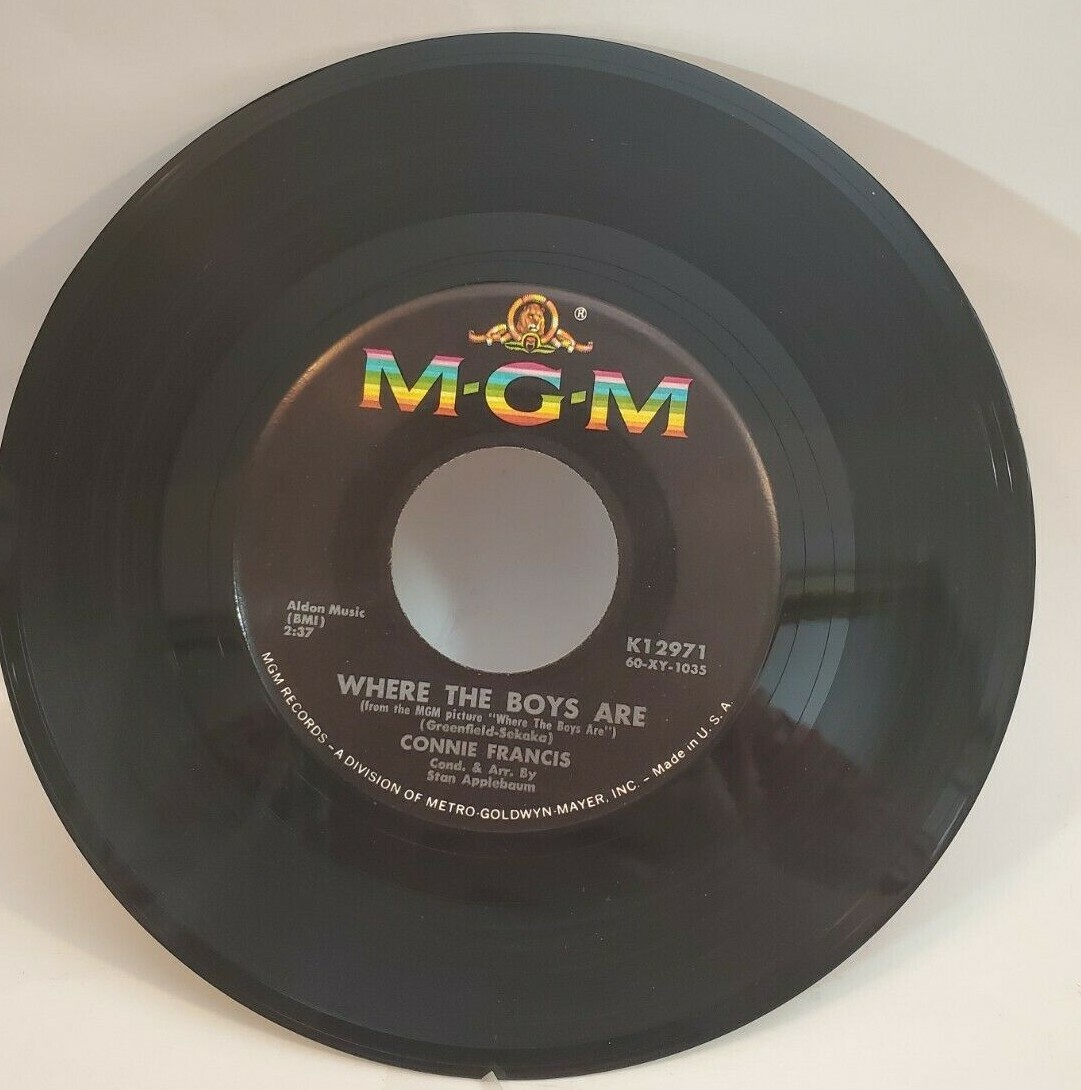 ®
M-G-M
Aldon Music
(BMI)
2:37
K12971
60-XY-1035
WHERE THE BOYS ARE
(from the MGM picture "Where The Boys Are")
(Greenfield-Sekaka)
CONNIE FRANCIS
Cond. & Arr. By
Stan Applebaum
MGM RECORDS – A DIVISION OF METRO-GOLDWYN-MAYER, INC. – Made in U.S.A.